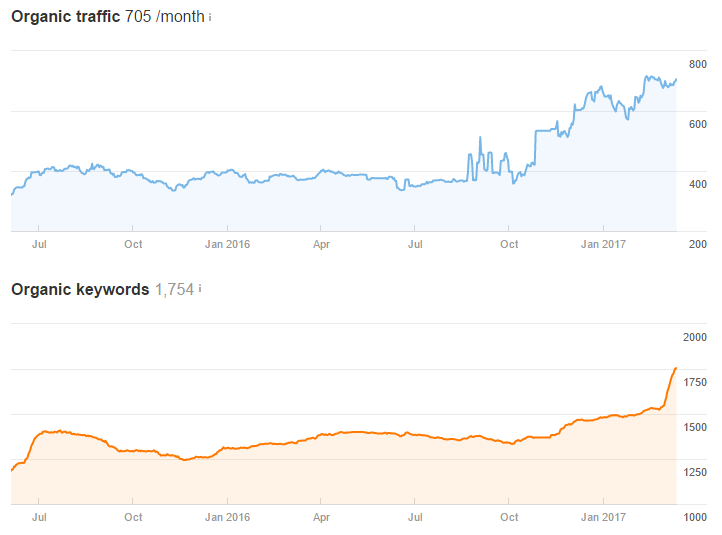 Organic traffic 705 /month i
800
600
400
200
Jul Oct Jan 2016 Apr Jul Oct Jan 2017
Organic keywords 1,754 i
2000
1750
1500
1250
1000
Jul Oct Jan 2016 Apr Jul Oct Jan 2017